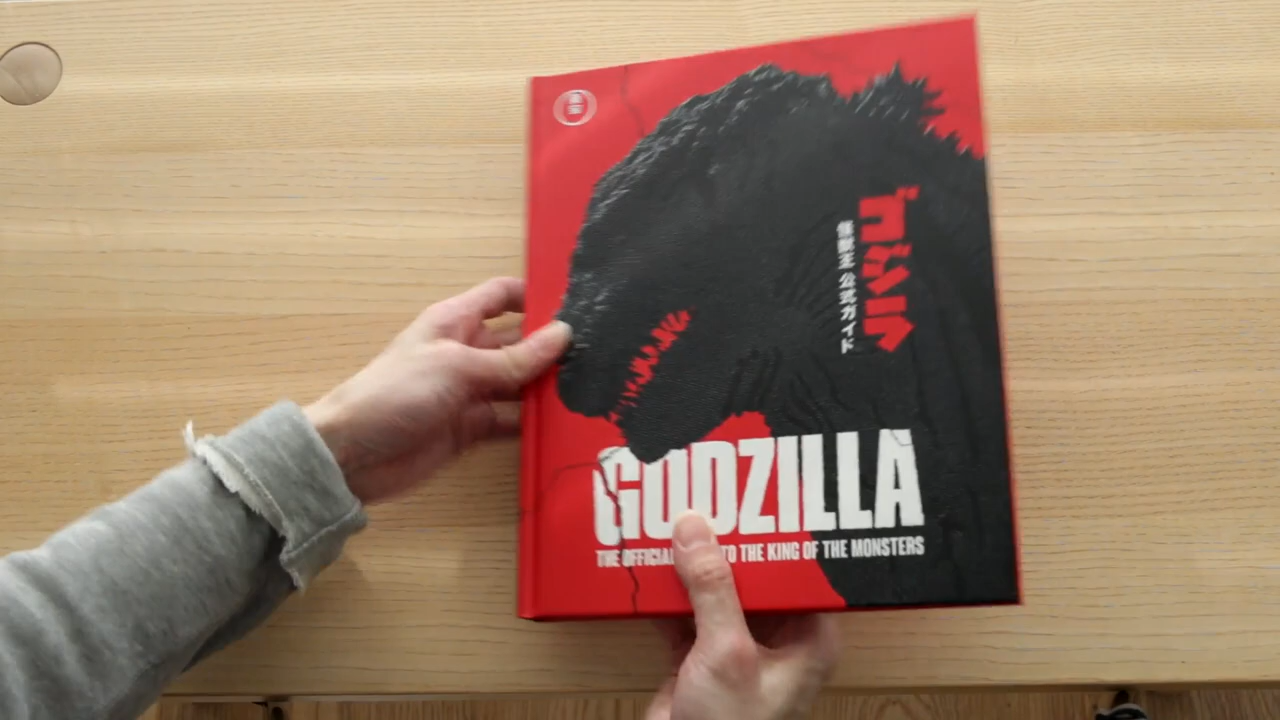 ゴジラ
怪獣王 公式ガイド
GODZILLA
THE OFFICIAL TO THE KING OF THE MONSTERS